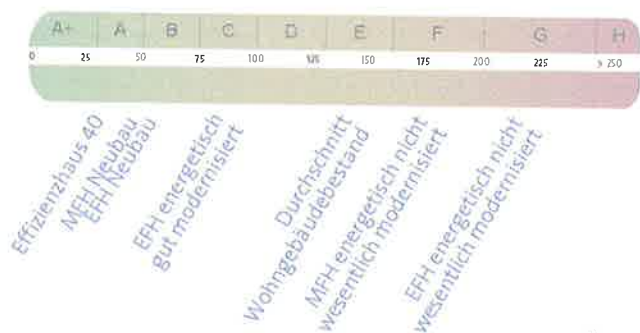 A+ A B C D E F G H
0 25 50 75 100 125 150 175 200 225 > 250
Effizienzhaus 40
MFH Neubau
EFH Neubau
EFH energetisch
gut modernisiert
Durchschnitt
Wohngebäudebestand
MFH energetisch nicht
wesentlich modernisiert
EFH energetisch nicht
wesentlich modernisiert